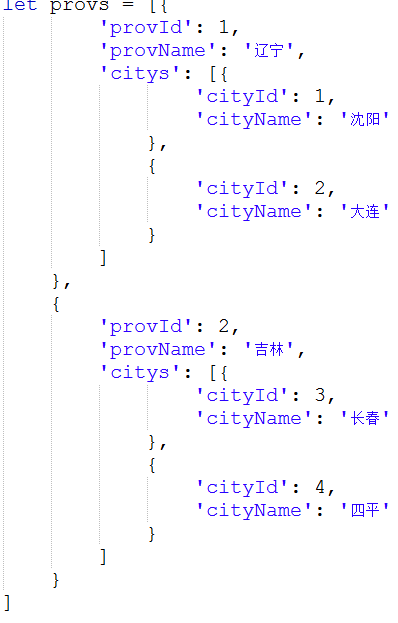 let provs = [{
'provId': 1,
'provName': '辽宁',
'citys': [{
'cityId': 1,
'cityName': '沈阳'
},
{
'cityId': 2,
'cityName': '大连'
}
]
},
{
'provId': 2,
'provName': '吉林',
'citys': [{
'cityId': 3,
'cityName': '长春'
},
{
'cityId': 4,
'cityName': '四平'
}
]
}
]